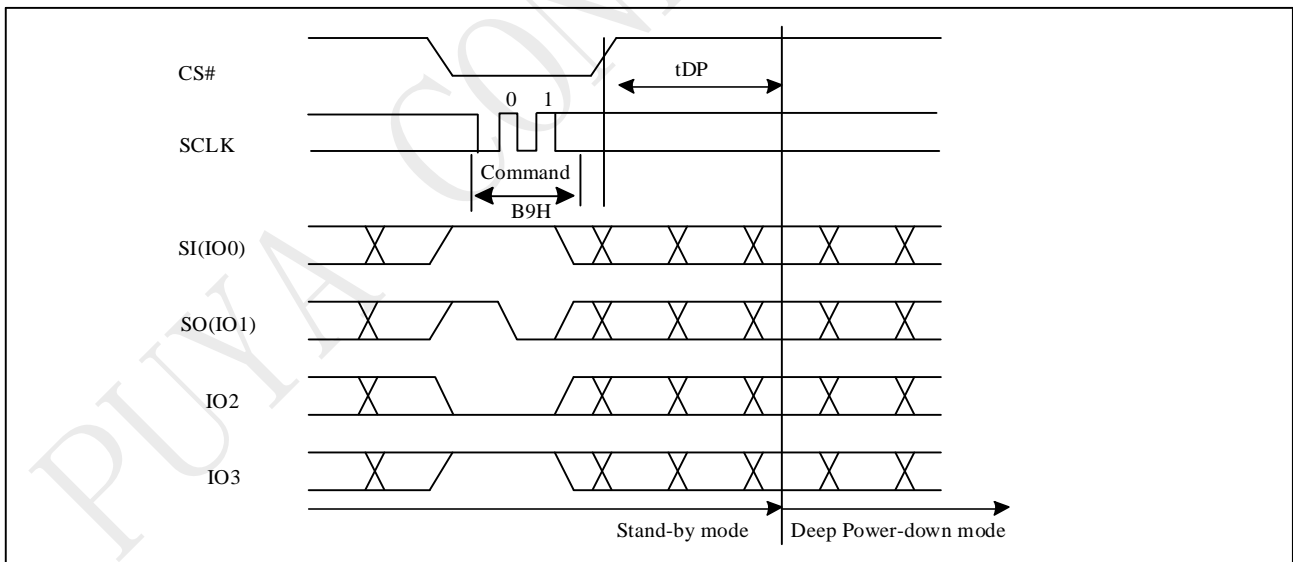 CS#
tDP
0 1
SCLK
Command
B9H
SI(IO0)
SO(IO1)
IO2
IO3
Stand-by mode
Deep Power-down mode
PUYA CON